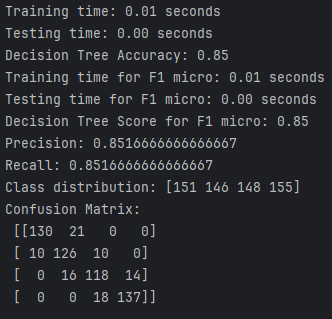 Training time: 0.01 seconds
Testing time: 0.00 seconds
Decision Tree Accuracy: 0.85
Training time for F1 micro: 0.01 seconds
Testing time for F1 micro: 0.00 seconds
Decision Tree Score for F1 micro: 0.85
Precision: 0.8516666666666667
Recall: 0.8516666666666667
Class distribution: [151 146 148 155]
Confusion Matrix:
 [[130  21   0   0]
 [ 10 126  10   0]
 [  0  16 118  14]
 [  0   0  18 137]]